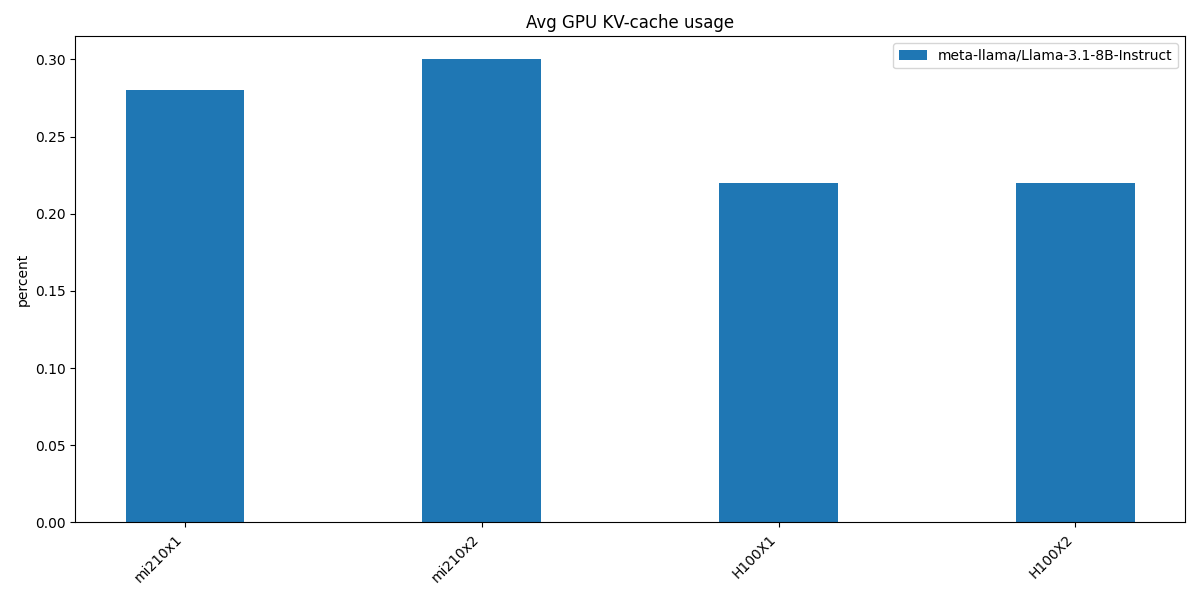 Avg GPU KV-cache usage
meta-llama/Llama-3.1-8B-Instruct
percent
0.30
0.25
0.20
0.15
0.10
0.05
0.00
mi210x1
mi210x2
H100X1
H100X2